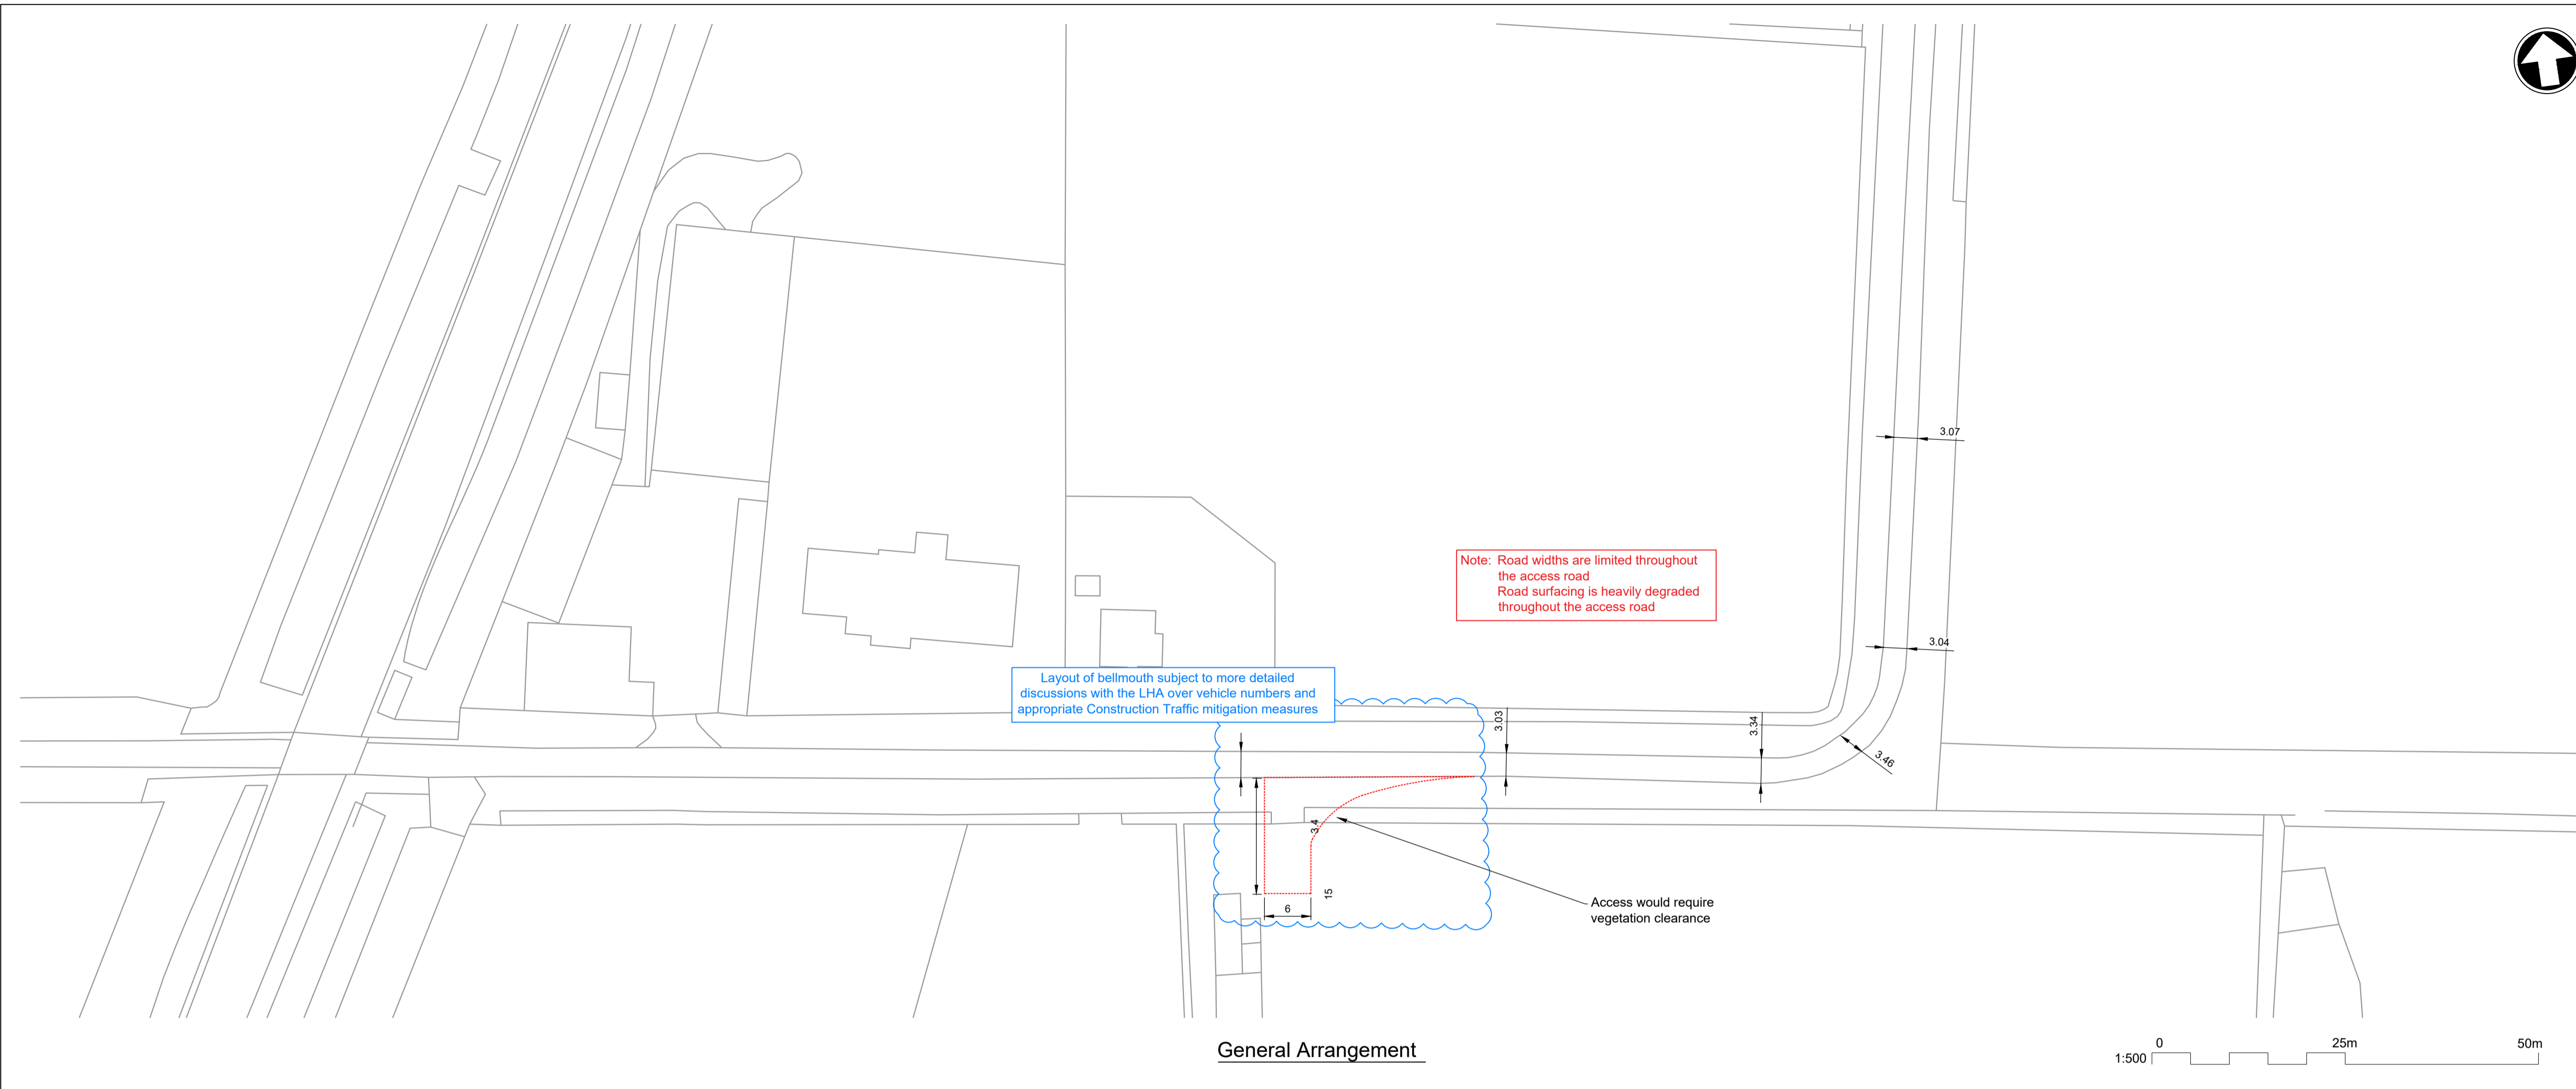 3.07
Note: Road widths are limited throughout
the access road
Road surfacing is heavily degraded
throughout the access road
3.04
Layout of bellmouth subject to more detailed
discussions with the LHA over vehicle numbers and
appropriate Construction Traffic mitigation measures
3.03
3.34
3.46
3.4
15
6
Access would require
vegetation clearance
General Arrangement
0 25m 50m
1:500